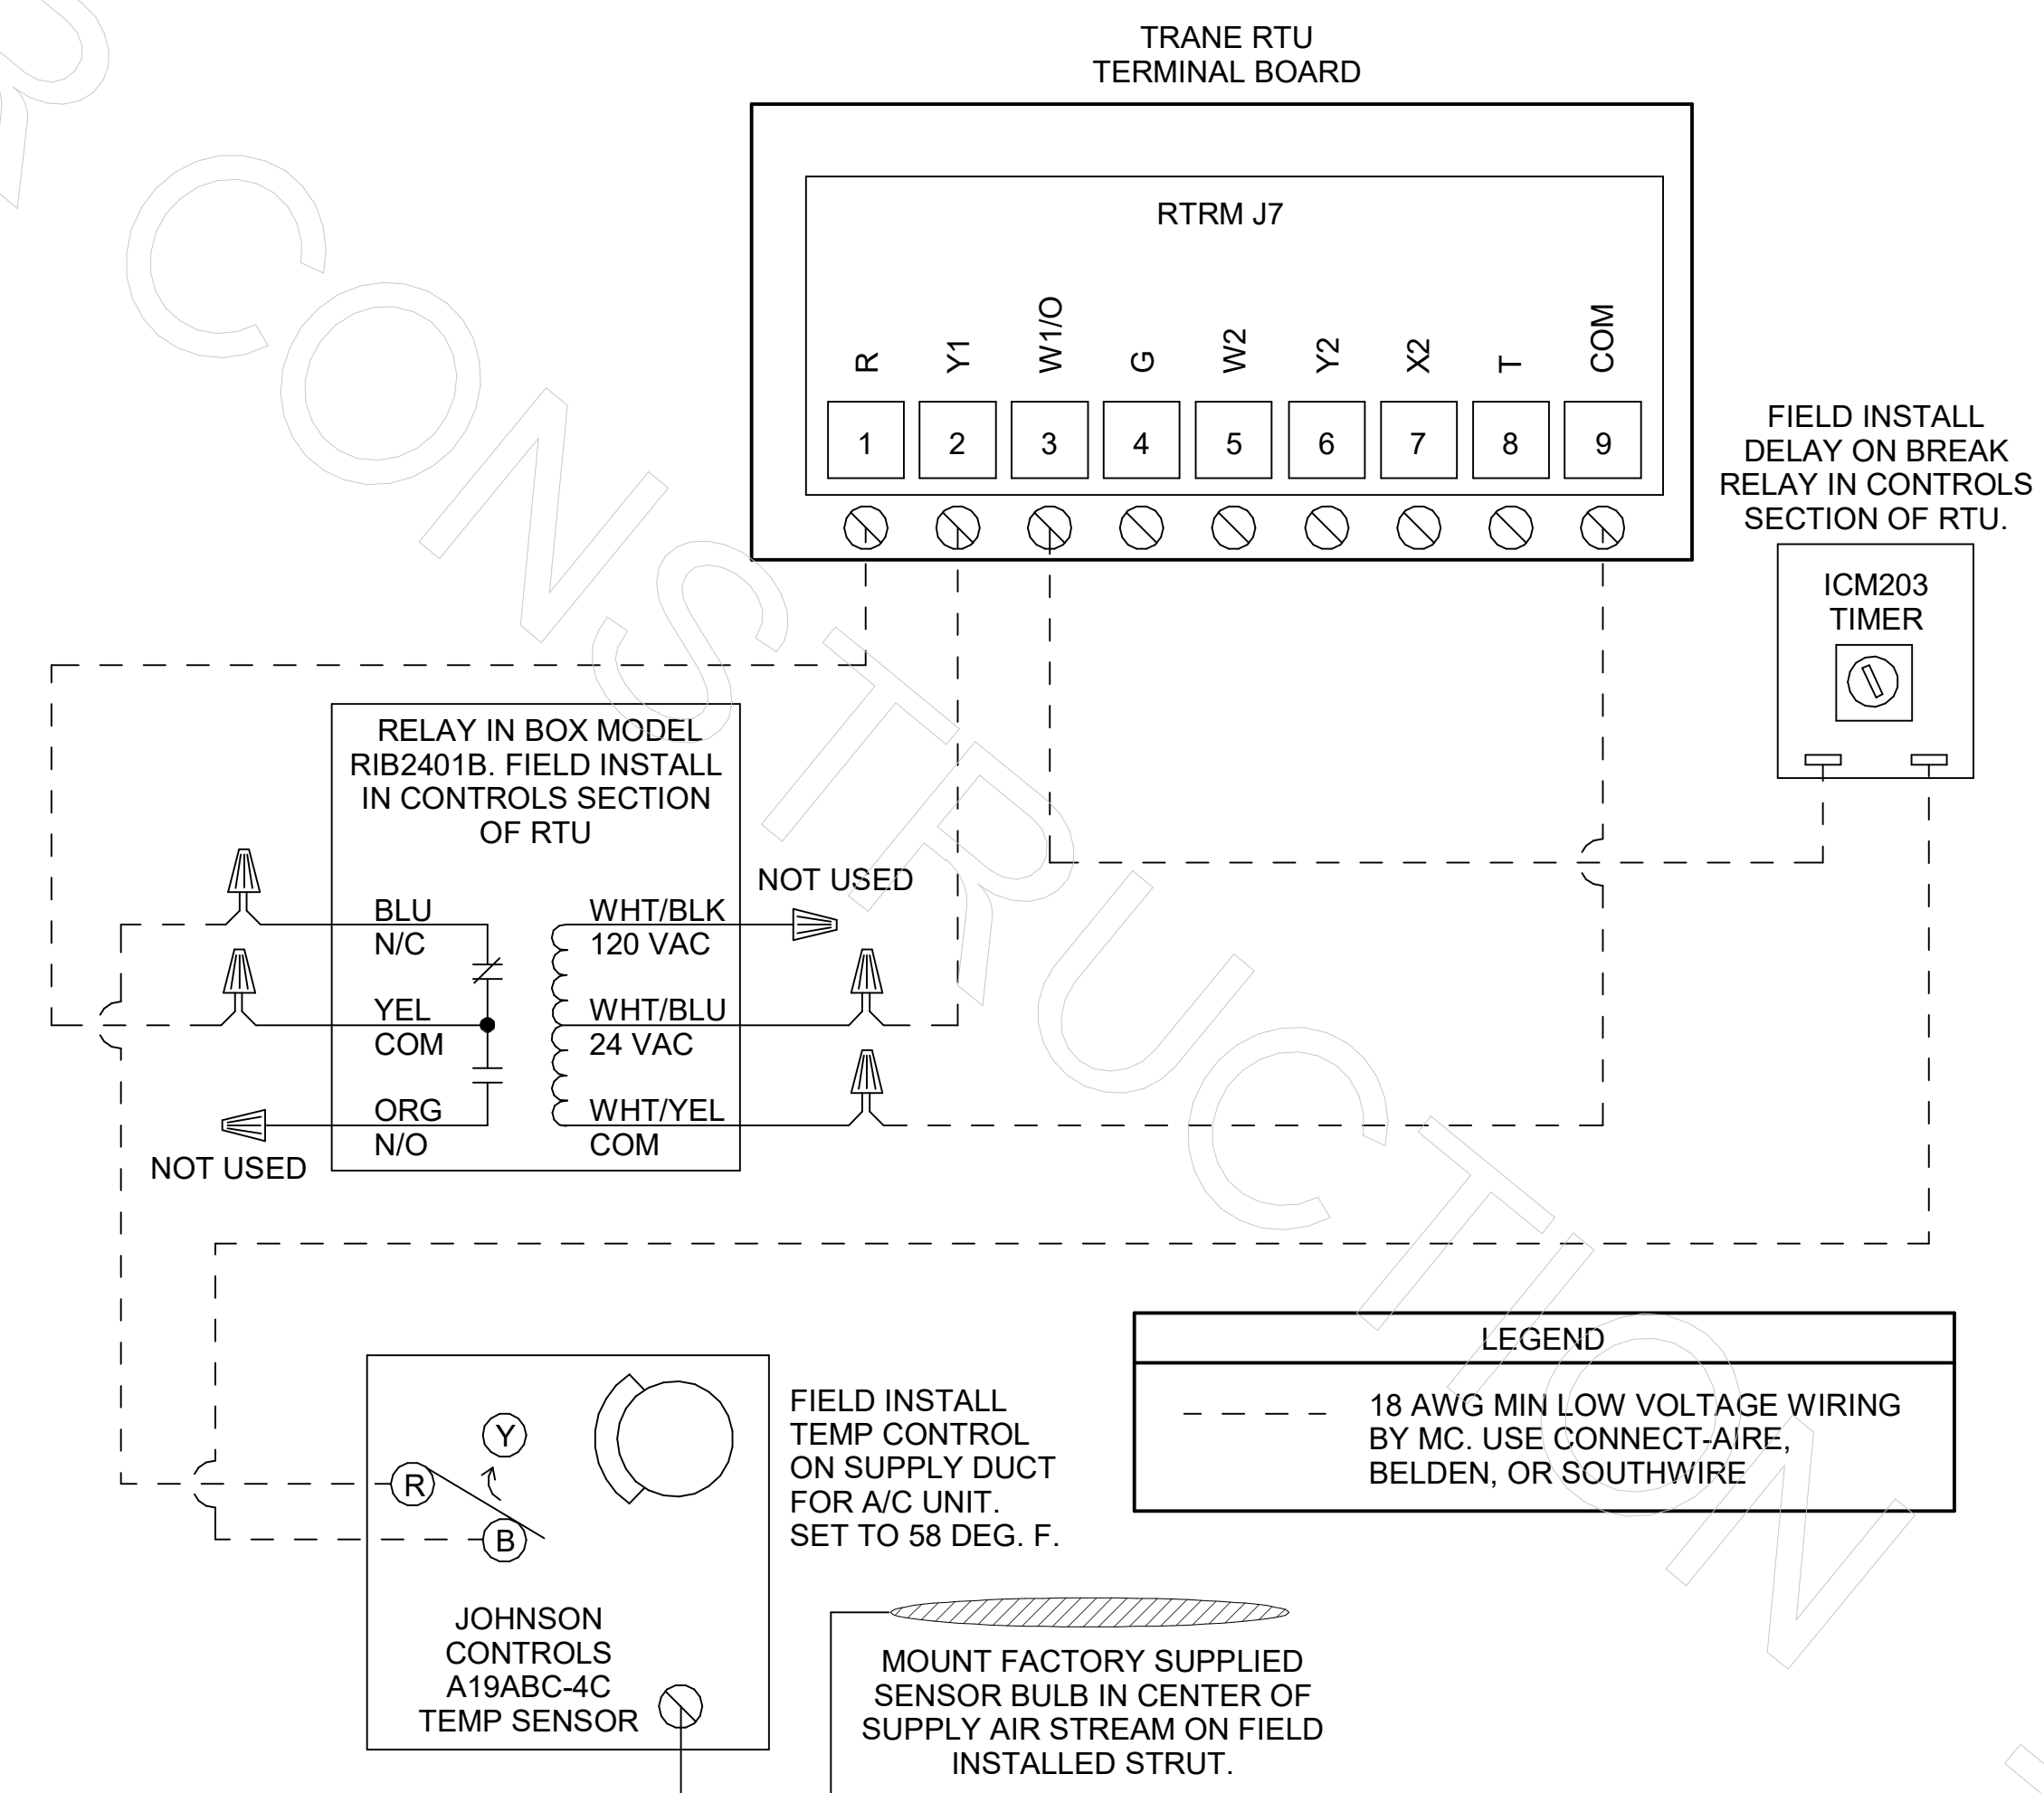 TRANE RTU
TERMINAL BOARD
RTRM J7
R
Y1
W1/O
G
W2
Y2
X2
T
COM
1
2
3
4
5
6
7
8
9
FIELD INSTALL
DELAY ON BREAK
RELAY IN CONTROLS
SECTION OF RTU.
ICM203
TIMER
RELAY IN BOX MODEL
RIB2401B. FIELD INSTALL
IN CONTROLS SECTION
OF RTU
NOT USED
BLU
N/C
WHT/BLK
120 VAC
YEL
COM
WHT/BLU
24 VAC
ORG
N/O
WHT/YEL
COM
NOT USED
LEGEND
18 AWG MIN LOW VOLTAGE WIRING
BY MC. USE CONNECT-AIRE,
BELDEN, OR SOUTHWIRE
Y
R
B
FIELD INSTALL
TEMP CONTROL
ON SUPPLY DUCT
FOR A/C UNIT.
SET TO 58 DEG. F.
JOHNSON
CONTROLS
A19ABC-4C
TEMP SENSOR
MOUNT FACTORY SUPPLIED
SENSOR BULB IN CENTER OF
SUPPLY AIR STREAM ON FIELD
INSTALLED STRUT.
R CONSTRUCTION